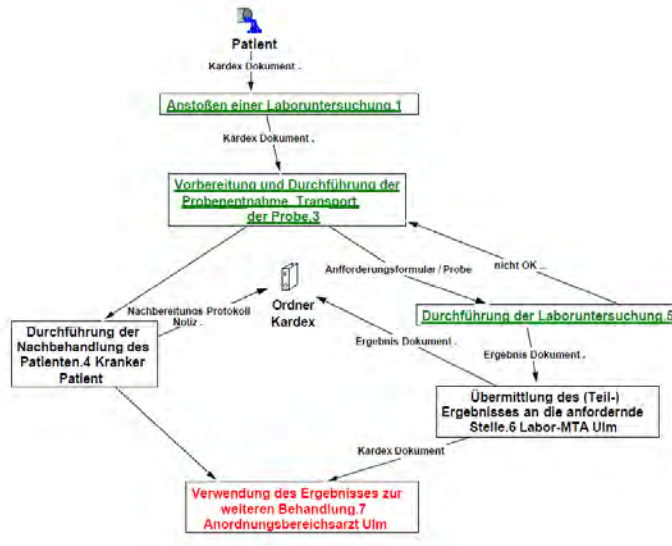 Patient
Kardex Dokument ..
Anstoßen einer Laboruntersuchung.1
Kardex Dokument .
Vorbereitung und Durchführung der
Probenentnahme, Transport
der Probe.3
nicht OK ..
Anfforderungsformular / Probe
Ordner
Kardex
Nachbereitungs Protokoll
Notiz ..
Durchführung der
Nachbehandlung des
Patienten.4 Kranker
Patient
Durchführung der Laboruntersuchung.5
Ergebnis Dokument .
Ergebnis Dokument .
Übermittlung des (Teil-)
Ergebnisses an die anfordernde
Stelle.6 Labor-MTA Ulm
Kardex Dokument
Verwendung des Ergebnisses zur
weiteren Behandlung.7
Anordnungsbereichsarzt Ulm